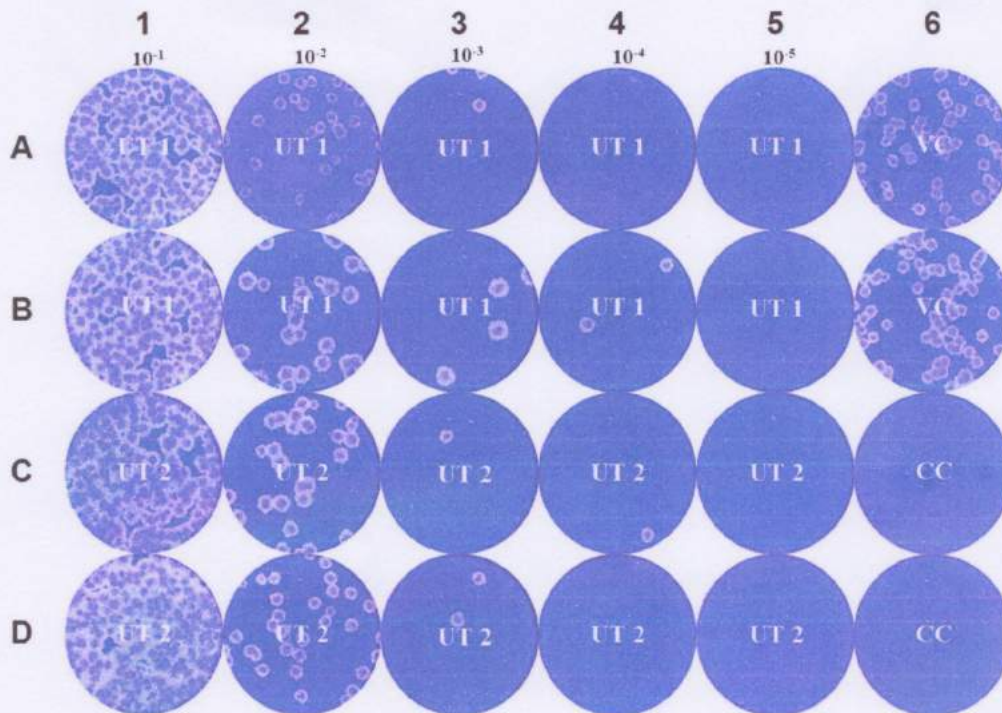 1 2 3 4 5 6
10⁻¹ 10⁻² 10⁻³ 10⁻⁴ 10⁻⁵
A UT 1 UT 1 UT 1 UT 1 UT 1 VC
B UT 1 UT 1 UT 1 UT 1 UT 1 VC
C UT 2 UT 2 UT 2 UT 2 UT 2 CC
D UT 2 UT 2 UT 2 UT 2 UT 2 CC